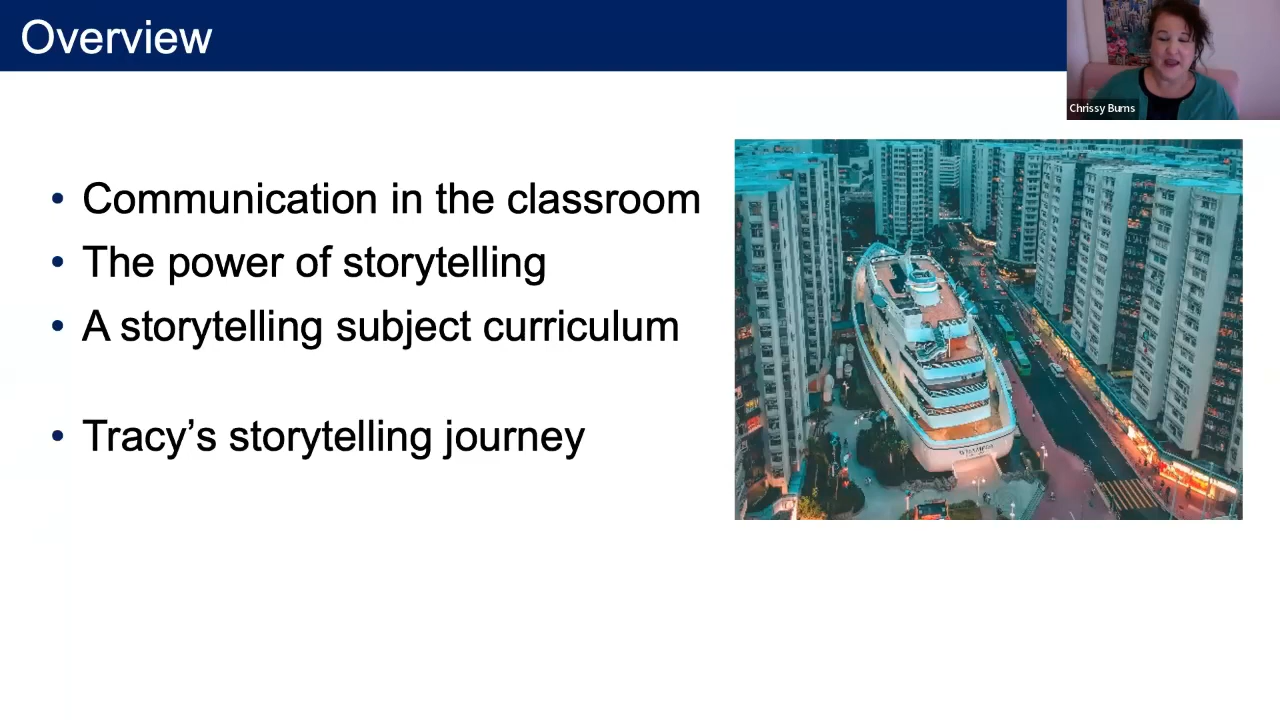 Overview
Chrissy Burns
• Communication in the classroom
• The power of storytelling
• A storytelling subject curriculum
• Tracy’s storytelling journey